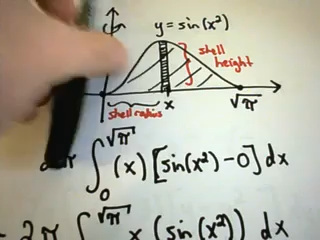 y = sin(x²)
shell height
shell radius
x
√π
∫₀^√π (x) [sin(x²)-0] dx
2π ∫^√π x (sin(x²)) dx